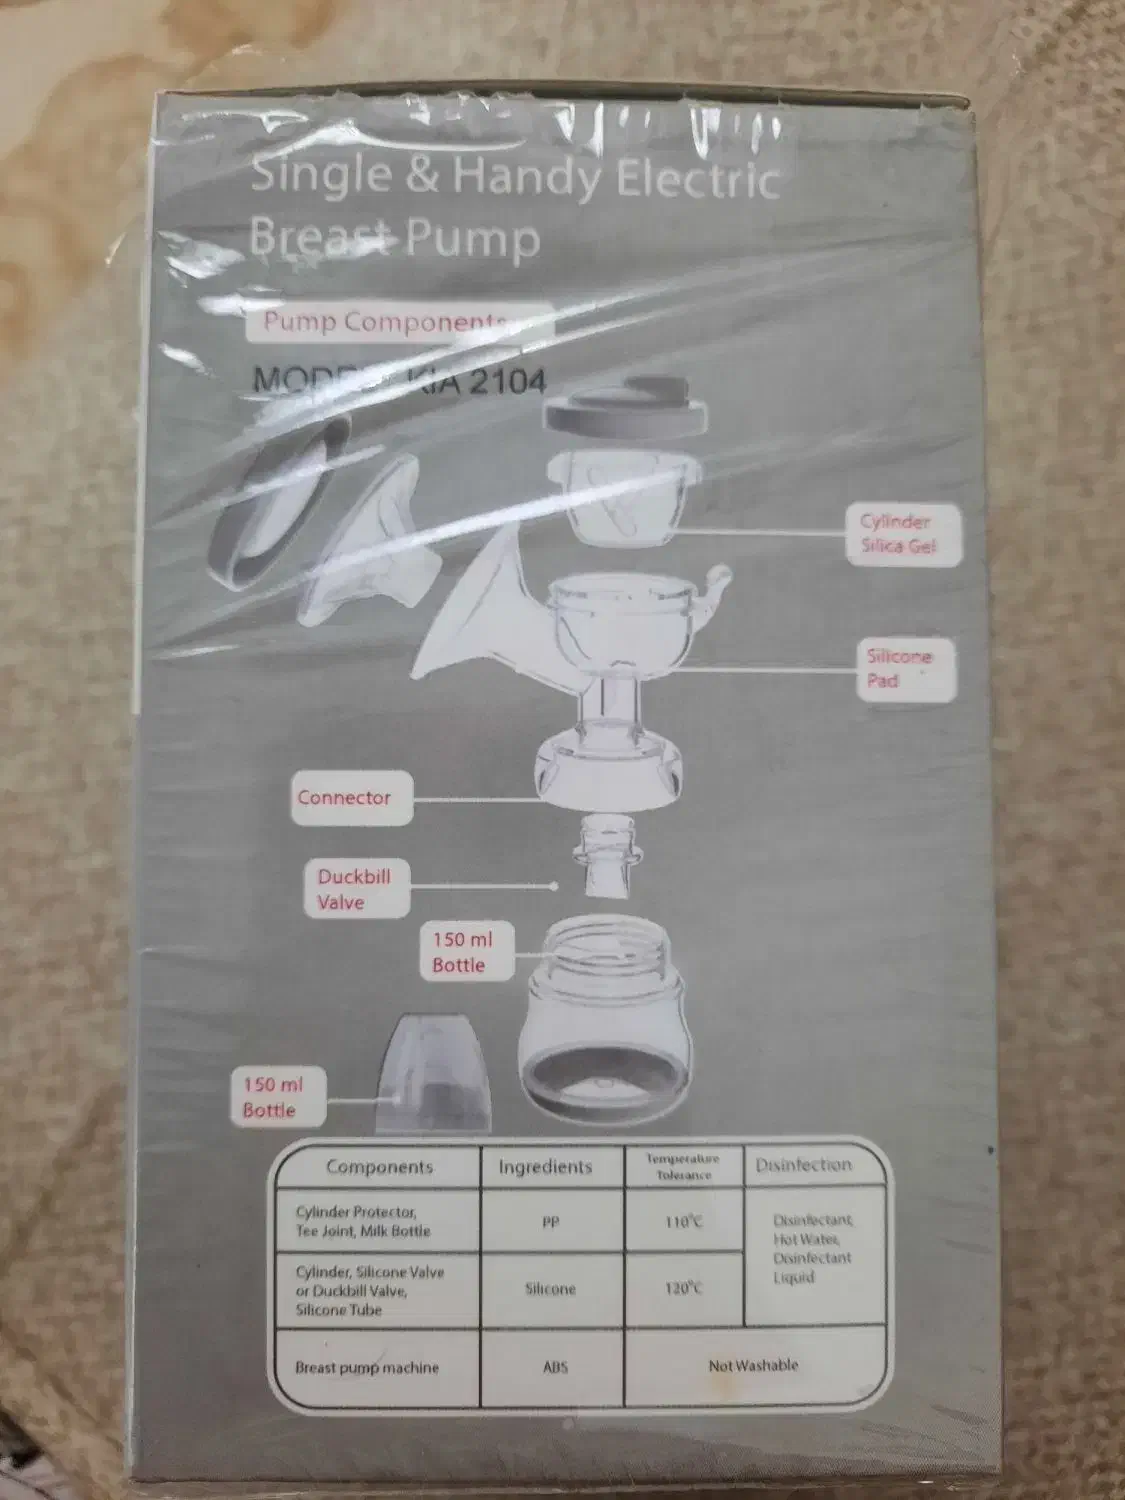 Single & Handy Electric
Breast Pump
Pump Components
MODEL KIA 2104
Cylinder
Silica Gel
Silicone
Pad
Connector
Duckbill
Valve
150 ml
Bottle
150 ml
Bottle
Components Ingredients Temperature Tolerance Disinfection
Cylinder Protector,
Tee Joint, Milk Bottle
PP
110°C
Disinfectant,
Hot Water,
Disinfectant
Liquid
Cylinder, Silicone Valve
or Duckbill Valve,
Silicone Tube
Silicone
120°C
Breast pump machine
ABS
Not Washable